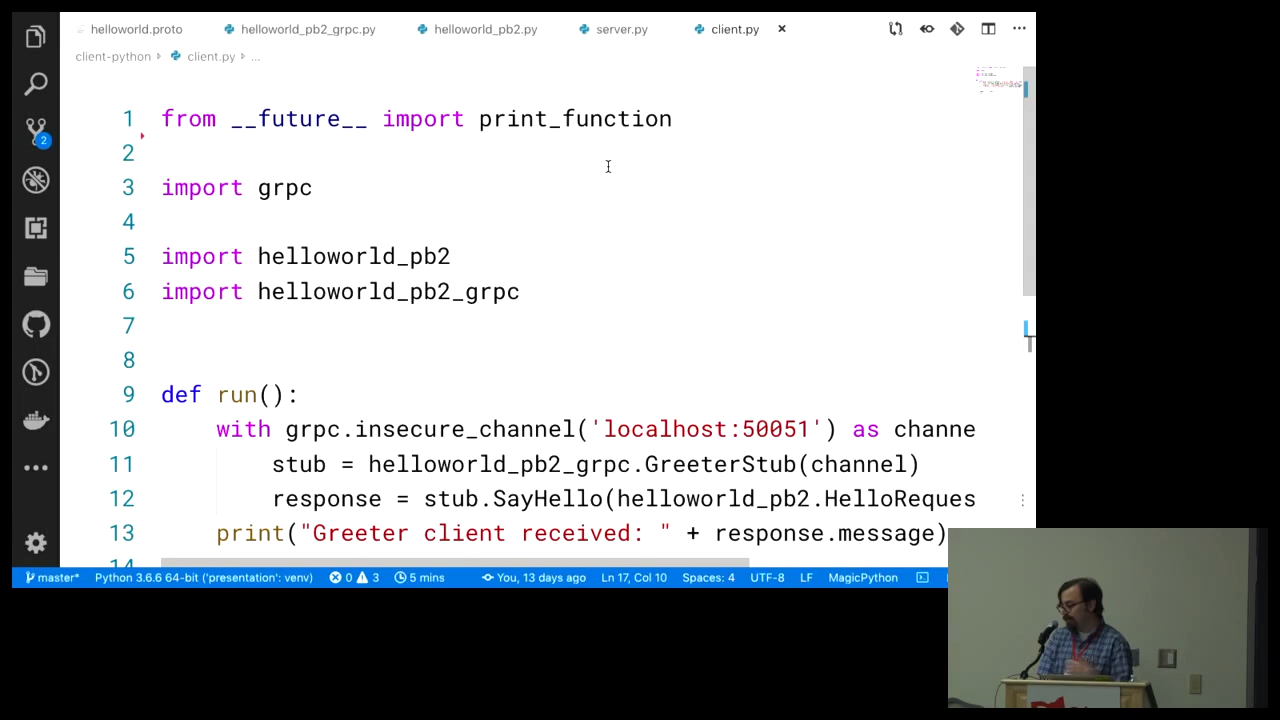 helloworld.proto helloworld_pb2_grpc.py helloworld_pb2.py server.py client.py
client-python › client.py › ...
1 from __future__ import print_function
2
3 import grpc
4
5 import helloworld_pb2
6 import helloworld_pb2_grpc
7
8
9 def run():
10 with grpc.insecure_channel('localhost:50051') as channe
11 stub = helloworld_pb2_grpc.GreeterStub(channel)
12 response = stub.SayHello(helloworld_pb2.HelloReques
13 print("Greeter client received: " + response.message)
14
2
master* Python 3.6.6 64-bit ('presentation': venv) 0 3 5 mins You, 13 days ago Ln 17, Col 10 Spaces: 4 UTF-8 LF MagicPython